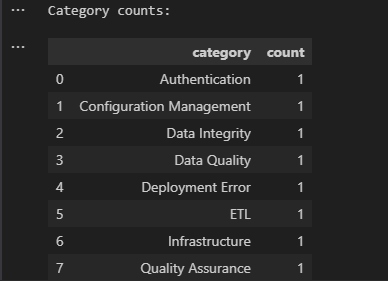 ... Category counts:
...
category count
0 Authentication 1
1 Configuration Management 1
2 Data Integrity 1
3 Data Quality 1
4 Deployment Error 1
5 ETL 1
6 Infrastructure 1
7 Quality Assurance 1